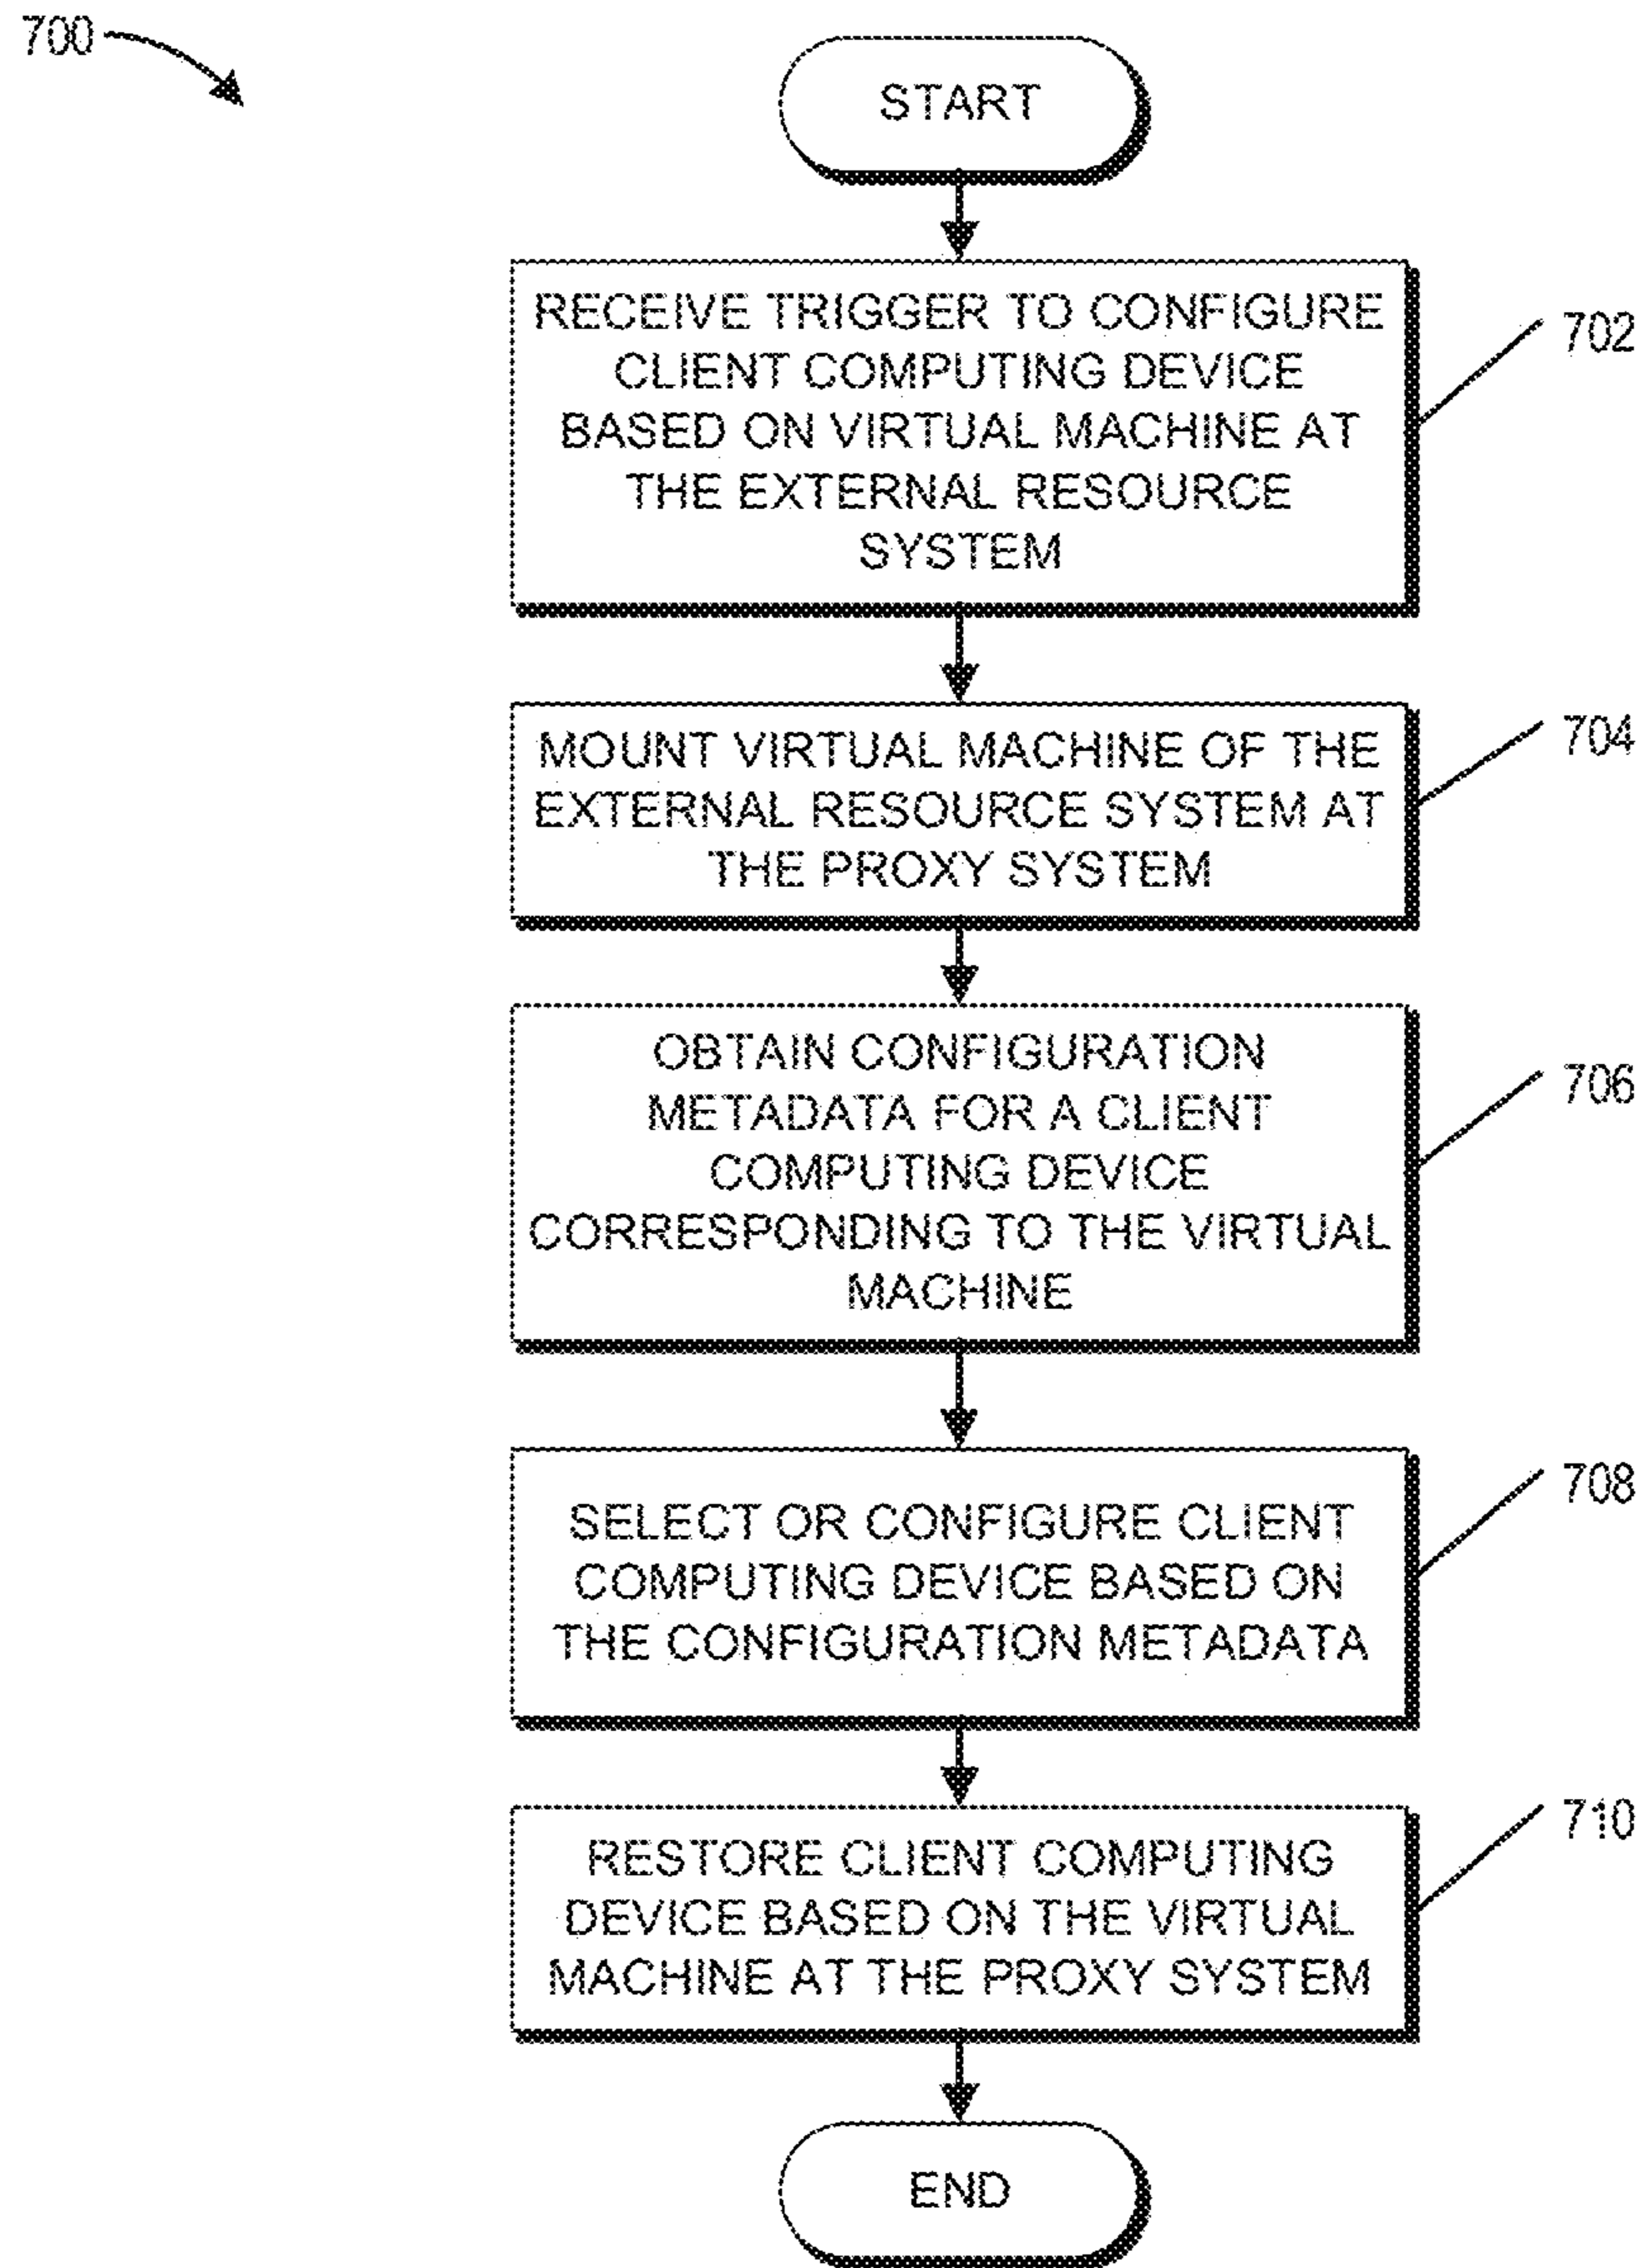 700
START
RECEIVE TRIGGER TO CONFIGURE
CLIENT COMPUTING DEVICE
BASED ON VIRTUAL MACHINE AT
THE EXTERNAL RESOURCE
SYSTEM
702
MOUNT VIRTUAL MACHINE OF THE
EXTERNAL RESOURCE SYSTEM AT
THE PROXY SYSTEM
704
OBTAIN CONFIGURATION
METADATA FOR A CLIENT
COMPUTING DEVICE
CORRESPONDING TO THE VIRTUAL
MACHINE
706
SELECT OR CONFIGURE CLIENT
COMPUTING DEVICE BASED ON
THE CONFIGURATION METADATA
708
RESTORE CLIENT COMPUTING
DEVICE BASED ON THE VIRTUAL
MACHINE AT THE PROXY SYSTEM
710
END